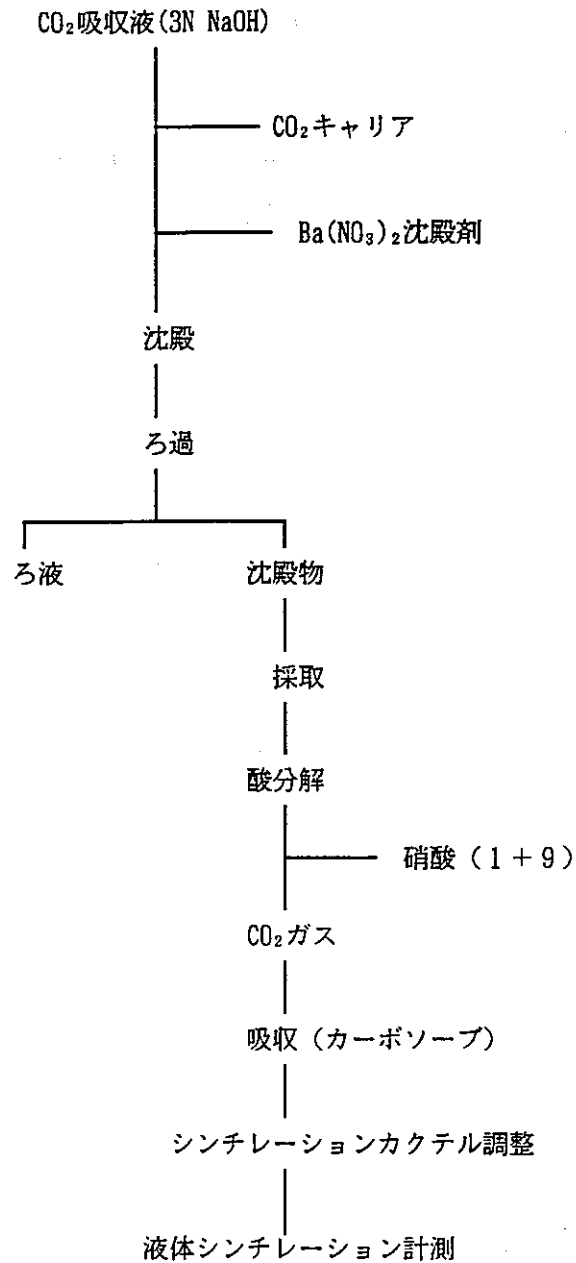 CO₂吸収液(3N NaOH)
CO₂キャリア
Ba(NO₃)₂沈殿剤
沈殿
ろ過
ろ液
沈殿物
採取
酸分解
硝酸（1＋9）
CO₂ガス
吸収（カーボソーブ）
シンチレーションカクテル調整
液体シンチレーション計測